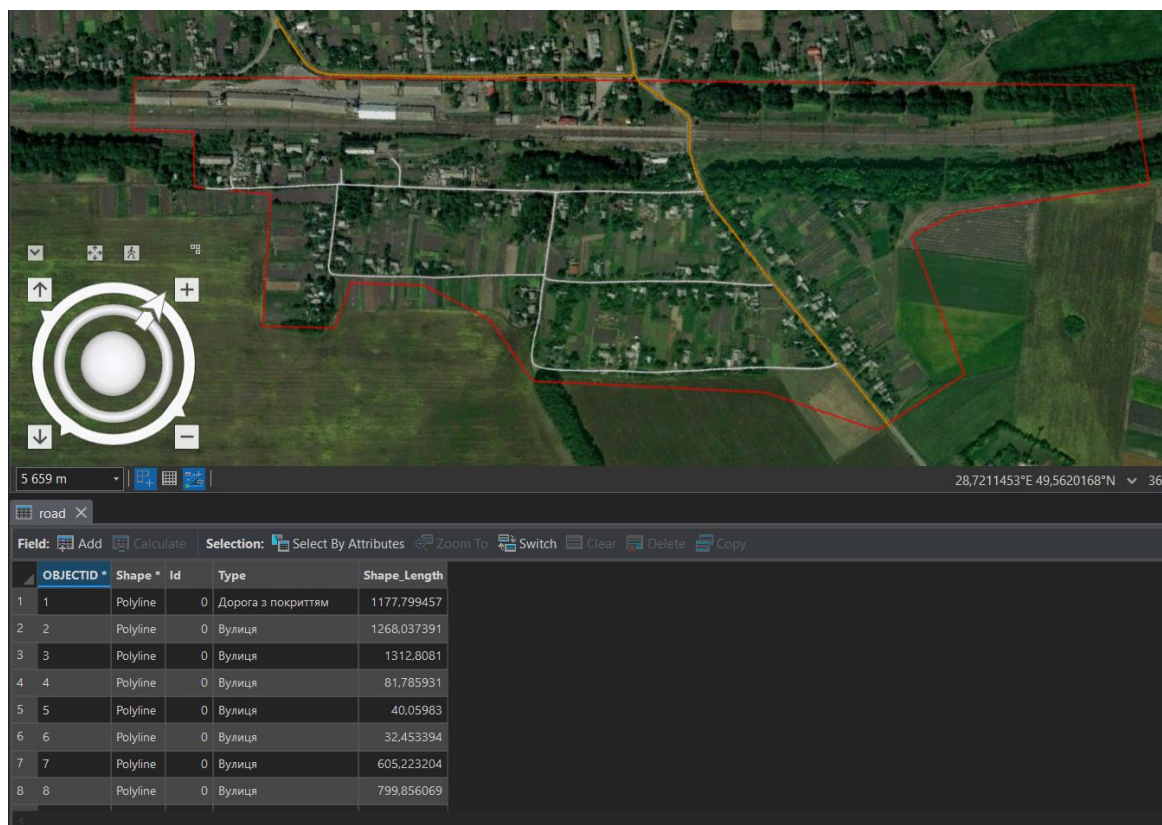 5 659 m
28,7211453°E 49,5620168°N 36
road
Field: Add Calculate Selection: Select By Attributes Zoom To Switch Clear Delete Copy
OBJECTID * Shape * Id Type Shape_Length
1 1 Polyline 0 Дорога з покриттям 1177,799457
2 2 Polyline 0 Вулиця 1268,037391
3 3 Polyline 0 Вулиця 1312,8081
4 4 Polyline 0 Вулиця 81,785931
5 5 Polyline 0 Вулиця 40,05983
6 6 Polyline 0 Вулиця 32,453394
7 7 Polyline 0 Вулиця 605,223204
8 8 Polyline 0 Вулиця 799,856069